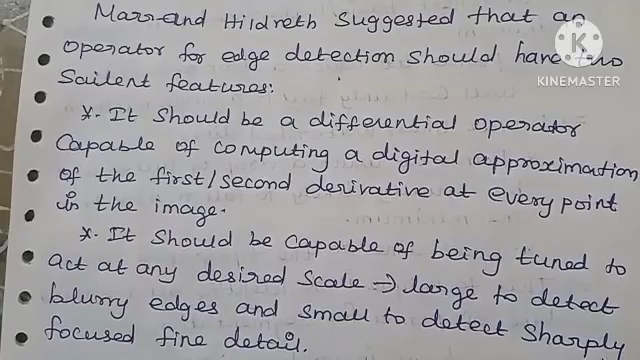 Marr and Hildreth suggested that an
operator for edge detection should have two
Sailent features:
*. It should be a differential operator
Capable of computing a digital approximation
of the first/second derivative at every point
in the image.
*. It should be capable of being tuned to
act at any desired scale → large to detect
blurry edges and small to detect sharply
focused fine detail.
KINEMASTER